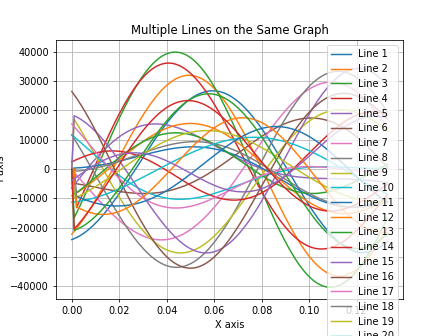 Multiple Lines on the Same Graph
40000
30000
20000
10000
0
−10000
−20000
−30000
−40000
0.00 0.02 0.04 0.06 0.08 0.10
X axis
Line 1
Line 2
Line 3
Line 4
Line 5
Line 6
Line 7
Line 8
Line 9
Line 10
Line 11
Line 12
Line 13
Line 14
Line 15
Line 16
Line 17
Line 18
Line 19
Line 20